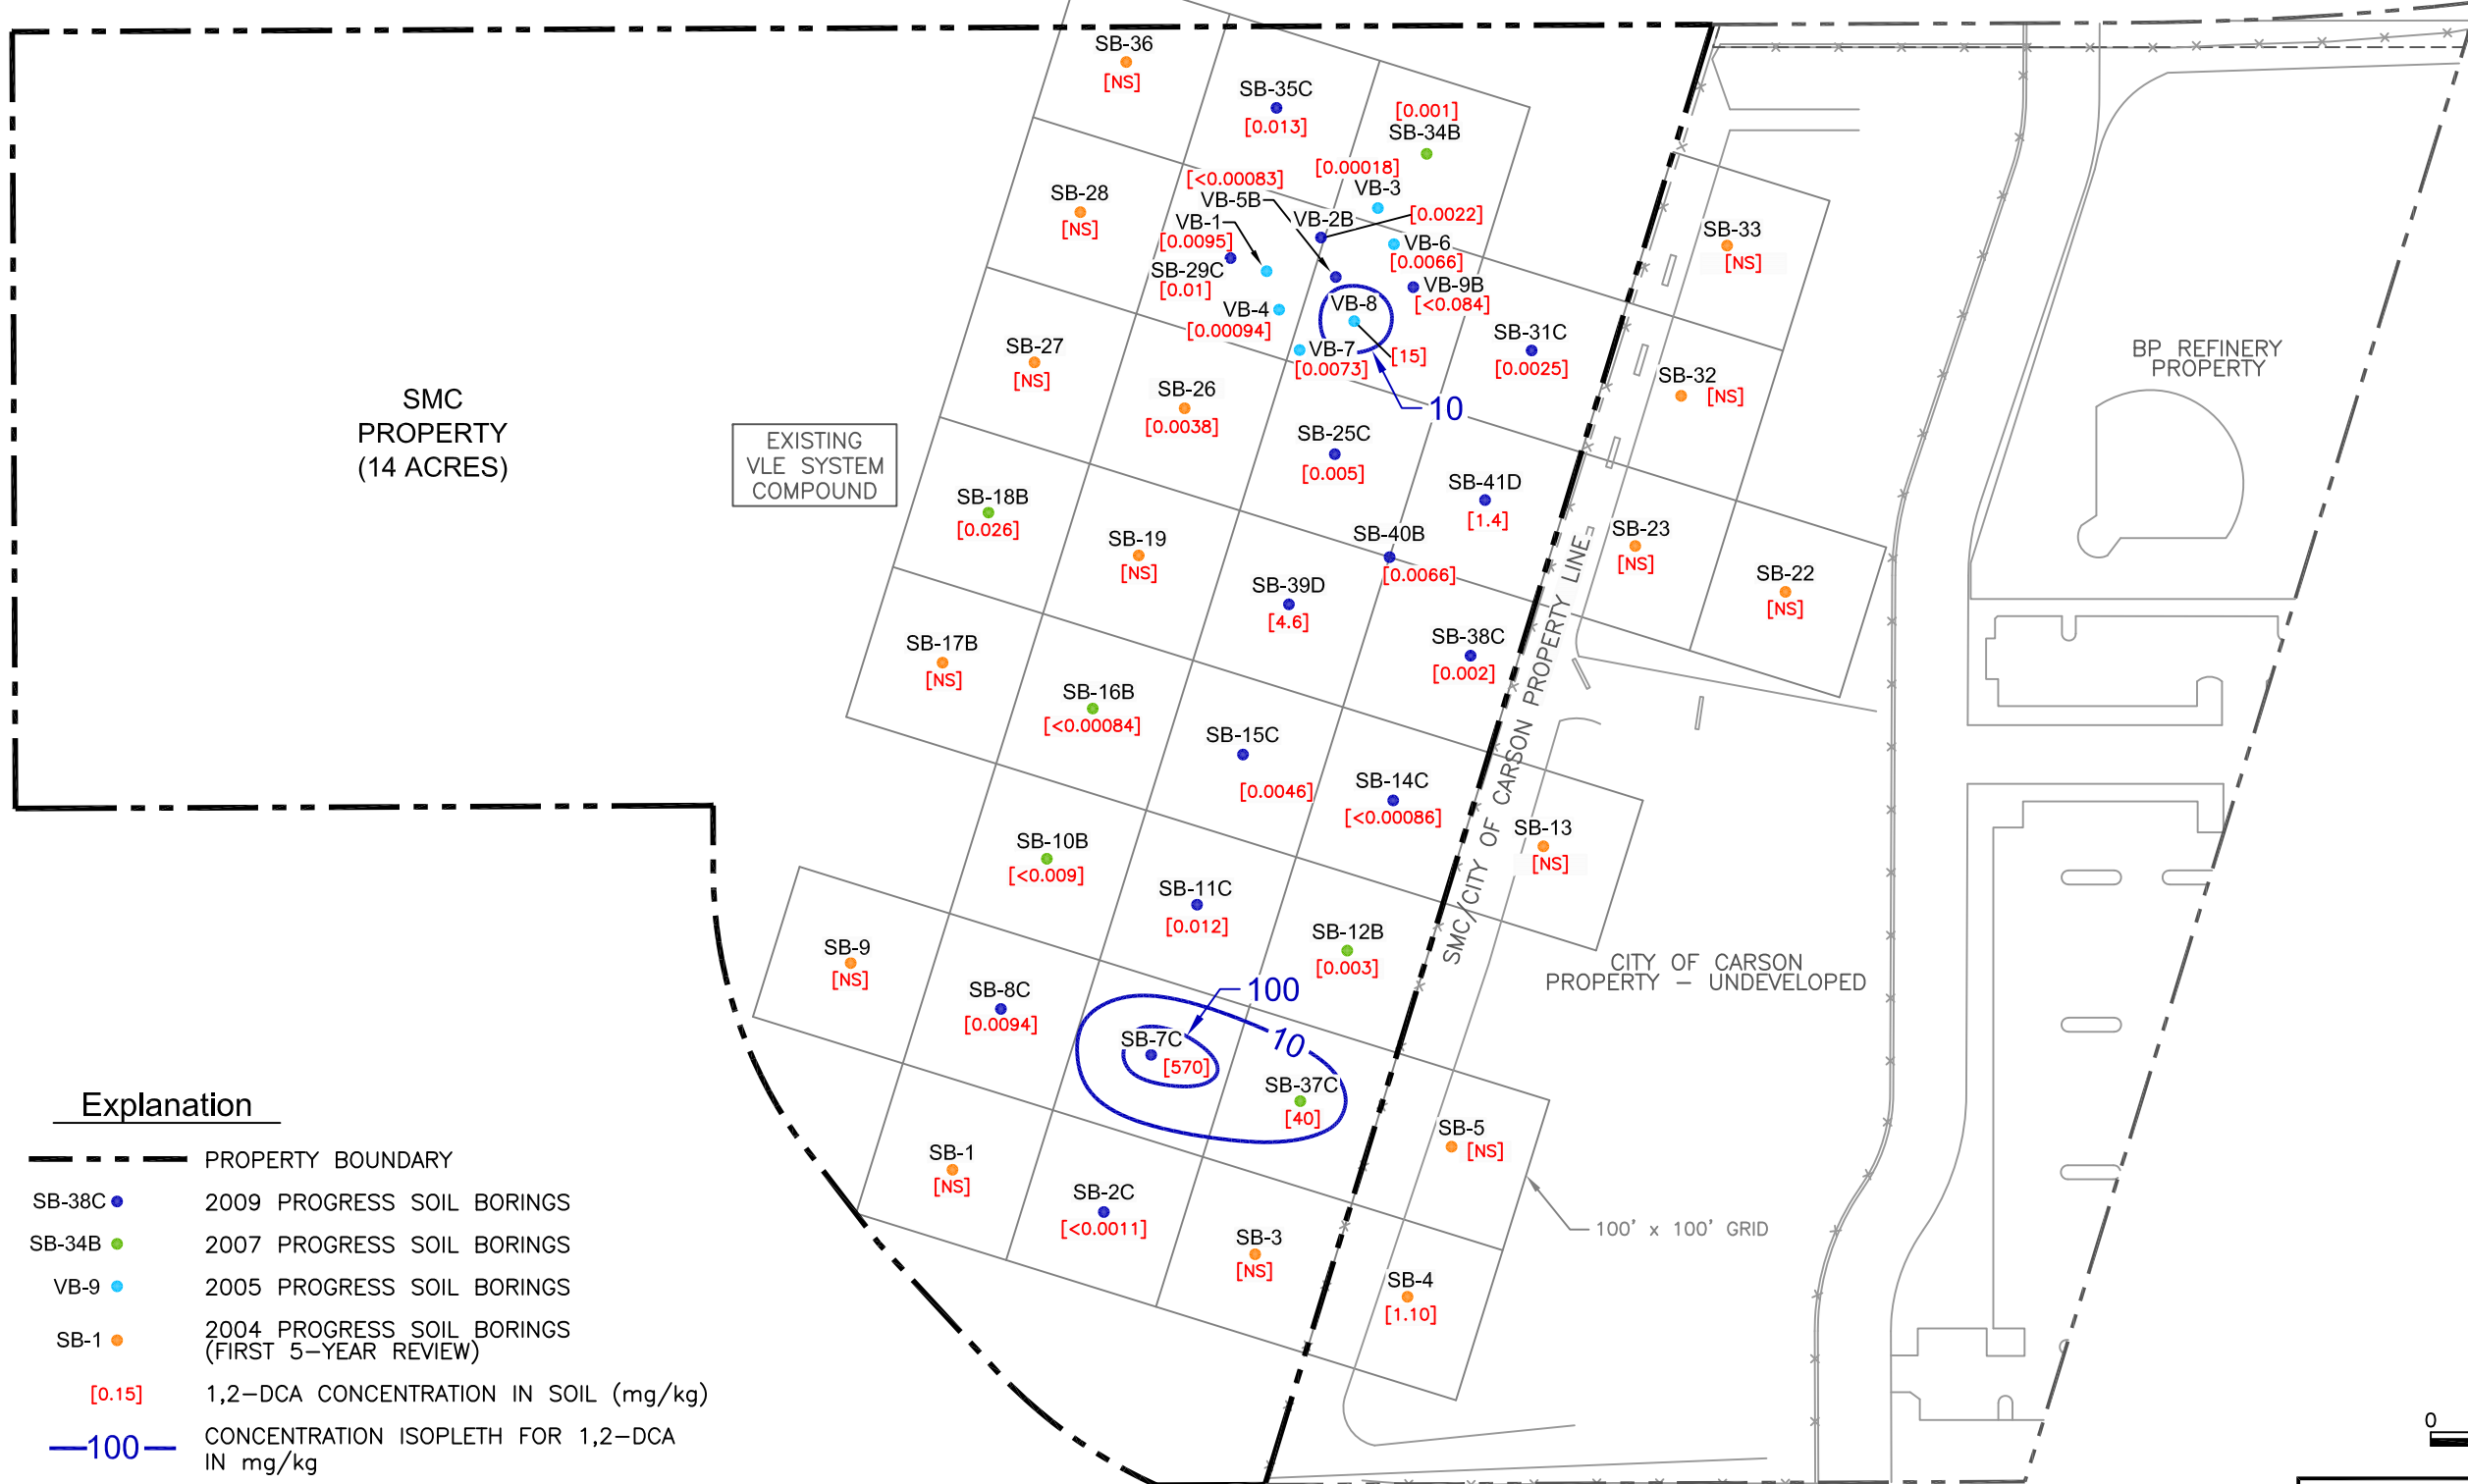 SB-36
[NS]
SB-35C
[0.013]
[0.001]
SB-34B
[0.00018]
VB-3
[<0.00083]
VB-5B
VB-2B
[0.0022]
VB-1
[0.0095]
VB-6
[0.0066]
SB-28
[NS]
SB-29C
[0.01]
VB-9B
[<0.084]
VB-8
[15]
VB-4
[0.00094]
VB-7
[0.0073]
10
SB-31C
[0.0025]
SB-33
[NS]
SB-32
[NS]
BP REFINERY
PROPERTY
SMC
PROPERTY
(14 ACRES)
EXISTING
VLE SYSTEM
COMPOUND
SB-27
[NS]
SB-26
[0.0038]
SB-25C
[0.005]
SB-41D
[1.4]
SB-40B
[0.0066]
SB-18B
[0.026]
SB-19
[NS]
SB-39D
[4.6]
SB-38C
[0.002]
SB-23
[NS]
SB-22
[NS]
SMC/CITY OF CARSON PROPERTY LINE
SB-17B
[NS]
SB-16B
[<0.00084]
SB-15C
[0.0046]
SB-14C
[<0.00086]
SB-13
[NS]
SB-10B
[<0.009]
SB-11C
[0.012]
SB-12B
[0.003]
CITY OF CARSON
PROPERTY - UNDEVELOPED
SB-9
[NS]
SB-8C
[0.0094]
100
10
SB-7C
[570]
SB-37C
[40]
SB-5
[NS]
SB-1
[NS]
SB-2C
[<0.0011]
SB-3
[NS]
SB-4
[1.10]
100' x 100' GRID
0
Explanation
PROPERTY BOUNDARY
SB-38C 2009 PROGRESS SOIL BORINGS
SB-34B 2007 PROGRESS SOIL BORINGS
VB-9 2005 PROGRESS SOIL BORINGS
SB-1 2004 PROGRESS SOIL BORINGS
(FIRST 5-YEAR REVIEW)
[0.15] 1,2-DCA CONCENTRATION IN SOIL (mg/kg)
100 CONCENTRATION ISOPLETH FOR 1,2-DCA
IN mg/kg